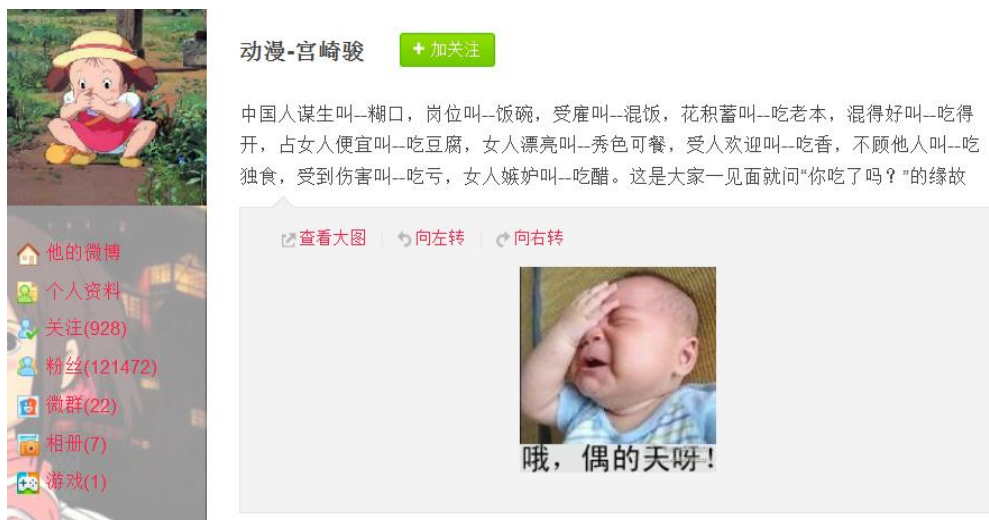 动漫-宫崎骏
加关注
中国人谋生叫--糊口，岗位叫--饭碗，受雇叫--混饭，花积蓄叫--吃老本，混得好叫--吃得
开，占女人便宜叫--吃豆腐，女人漂亮叫--秀色可餐，受人欢迎叫--吃香，不顾他人叫--吃
独食，受到伤害叫--吃亏，女人嫉妒叫--吃醋。这是大家一见面就问“你吃了吗？”的缘故
查看大图 向左转 向右转
哦，偶的天呀!
他的微博
个人资料
关注(928)
粉丝(121472)
微群(22)
相册(7)
游戏(1)